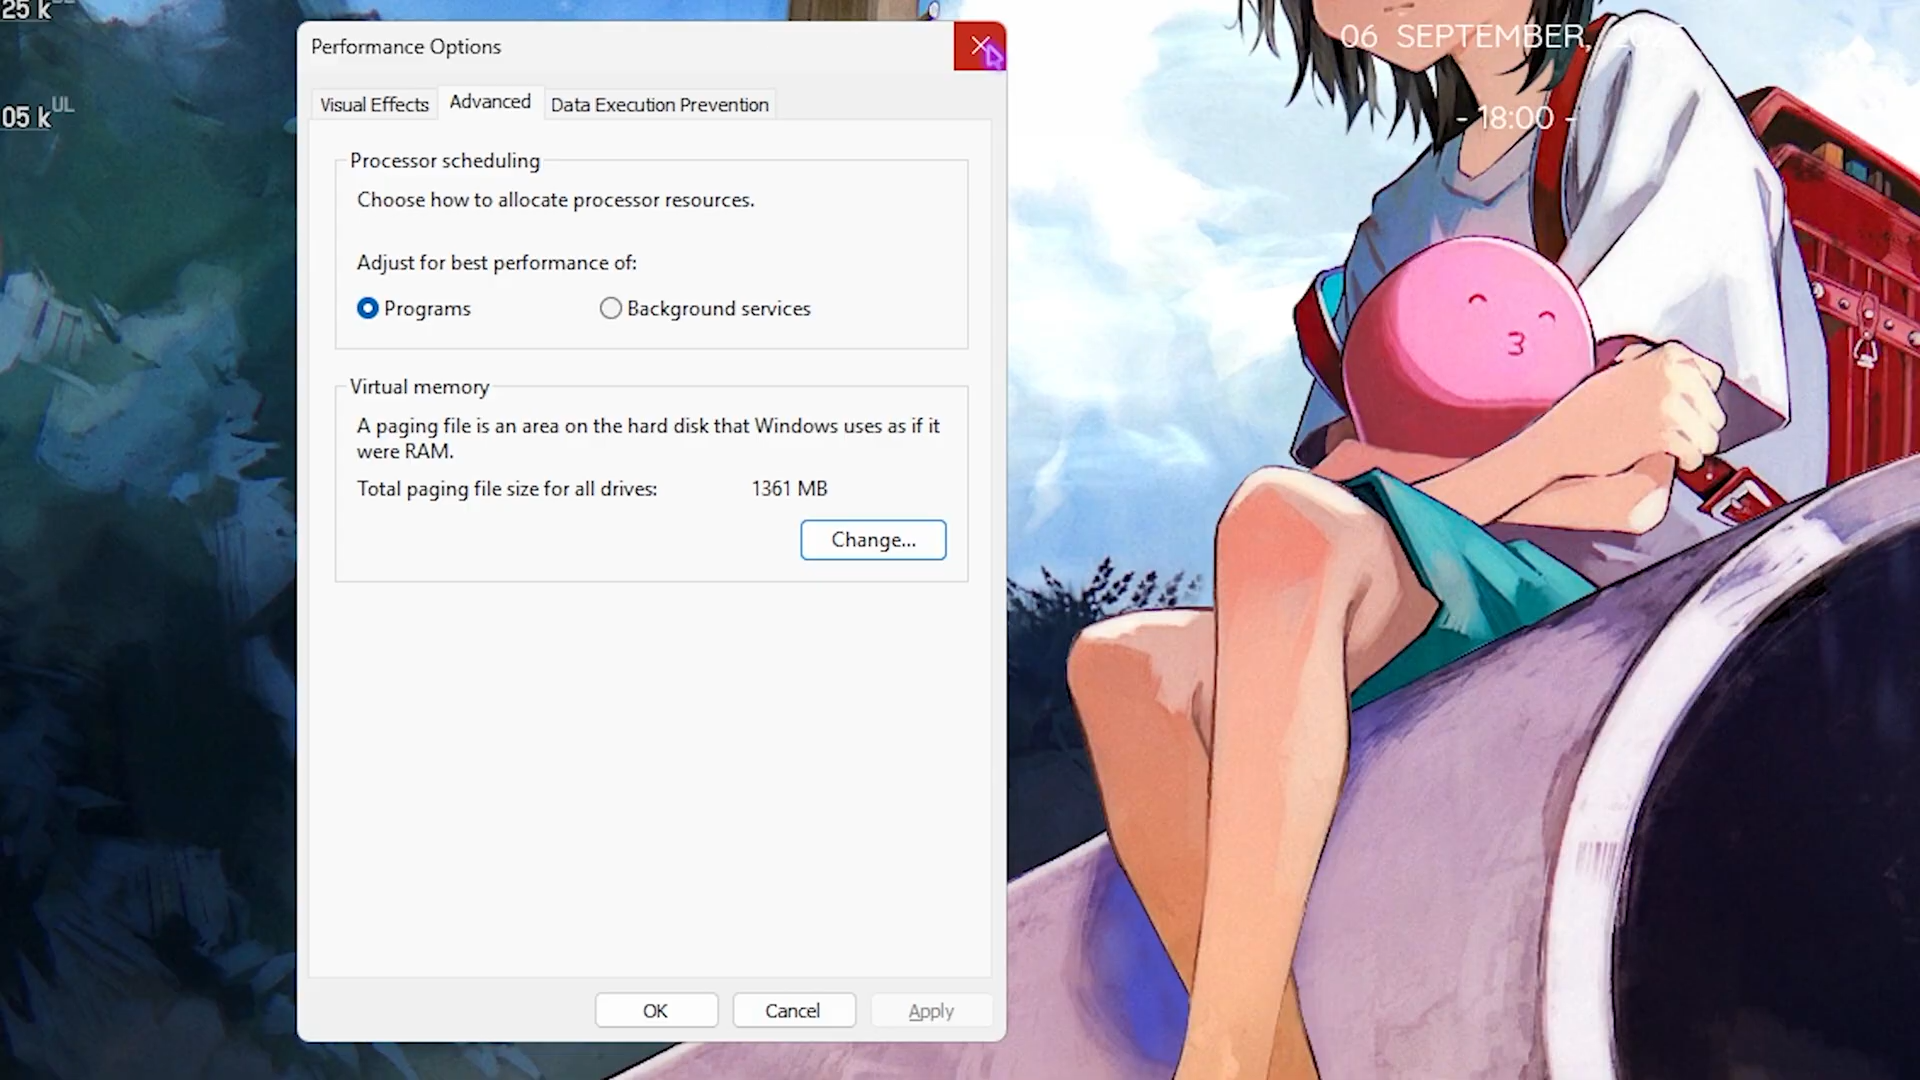 25 k
05 k UL
Performance Options
Visual Effects
Advanced
Data Execution Prevention
Processor scheduling
Choose how to allocate processor resources.
Adjust for best performance of:
Programs
Background services
Virtual memory
A paging file is an area on the hard disk that Windows uses as if it
were RAM.
Total paging file size for all drives: 1361 MB
Change...
OK
Cancel
Apply
06 SEPTEMBER,
- 18:00 -